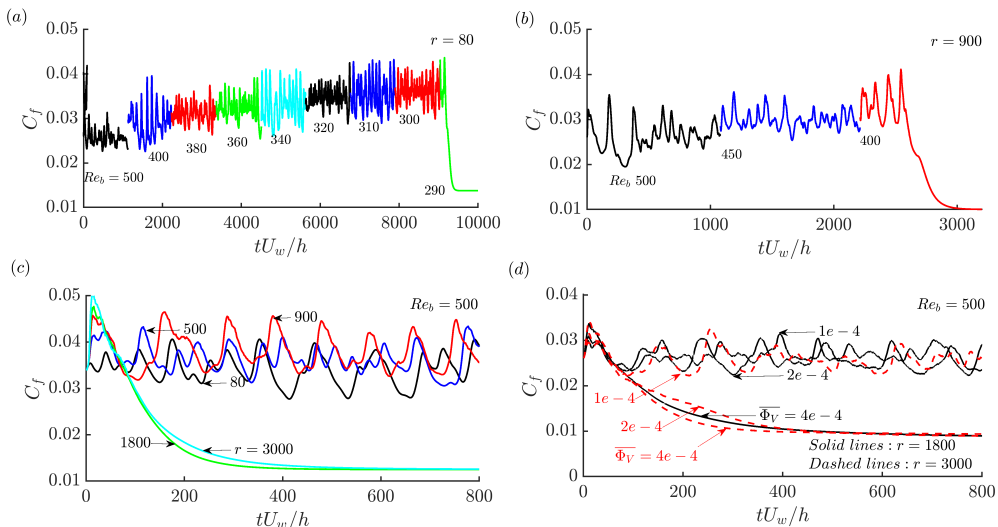 (a)
r = 80
0.05
0.04
0.03
0.02
0.01
C_f
Re_b = 500
400
380
360
340
320
310
300
290
0 2000 4000 6000 8000 10000
tU_w/h
(b)
r = 900
0.05
0.04
0.03
0.02
0.01
C_f
Re_b 500
450
400
0 1000 2000 3000
tU_w/h
(c)
Re_b = 500
0.05
0.04
0.03
0.02
0.01
C_f
500
900
80
1800
r = 3000
0 200 400 600 800
tU_w/h
(d)
Re_b = 500
0.04
0.03
0.02
0.01
0
C_f
1e − 4
2e − 4
1e − 4
2e − 4
\overline{Φ_V} = 4e − 4
\overline{Φ_V} = 4e − 4
Solid lines : r = 1800
Dashed lines : r = 3000
0 200 400 600 800
tU_w/h